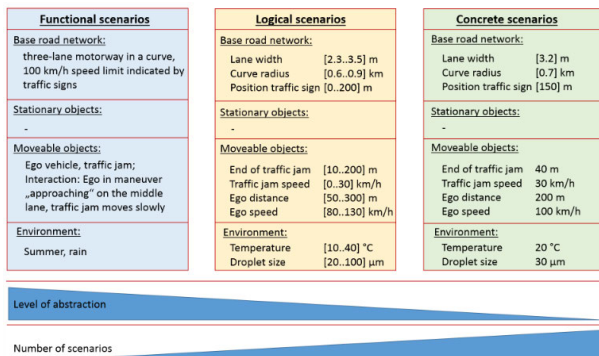 Functional scenarios
Base road network:
three-lane motorway in a curve,
100 km/h speed limit indicated by
traffic signs
Stationary objects:
-
Moveable objects:
Ego vehicle, traffic jam;
Interaction: Ego in maneuver
„approaching“ on the middle
lane, traffic jam moves slowly
Environment:
Summer, rain
Logical scenarios
Base road network:
Lane width [2.3..3.5] m
Curve radius [0.6..0.9] km
Position traffic sign [0..200] m
Stationary objects:
-
Moveable objects:
End of traffic jam [10..200] m
Traffic jam speed [0..30] km/h
Ego distance [50..300] m
Ego speed [80..130] km/h
Environment:
Temperature [10..40] °C
Droplet size [20..100] µm
Concrete scenarios
Base road network:
Lane width [3.2] m
Curve radius [0.7] km
Position traffic sign [150] m
Stationary objects:
-
Moveable objects:
End of traffic jam 40 m
Traffic jam speed 30 km/h
Ego distance 200 m
Ego speed 100 km/h
Environment:
Temperature 20 °C
Droplet size 30 µm
Level of abstraction
Number of scenarios